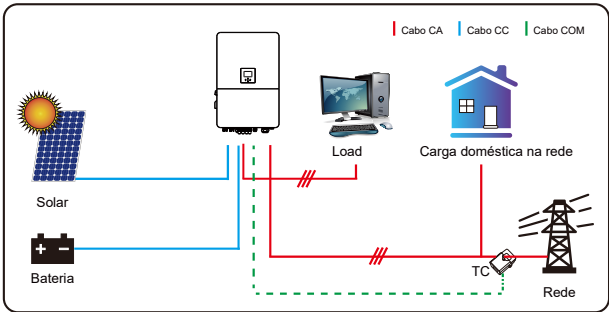 Cabo CA
Cabo CC
Cabo COM
Load
Carga doméstica na rede
Solar
Bateria
TC
Rede